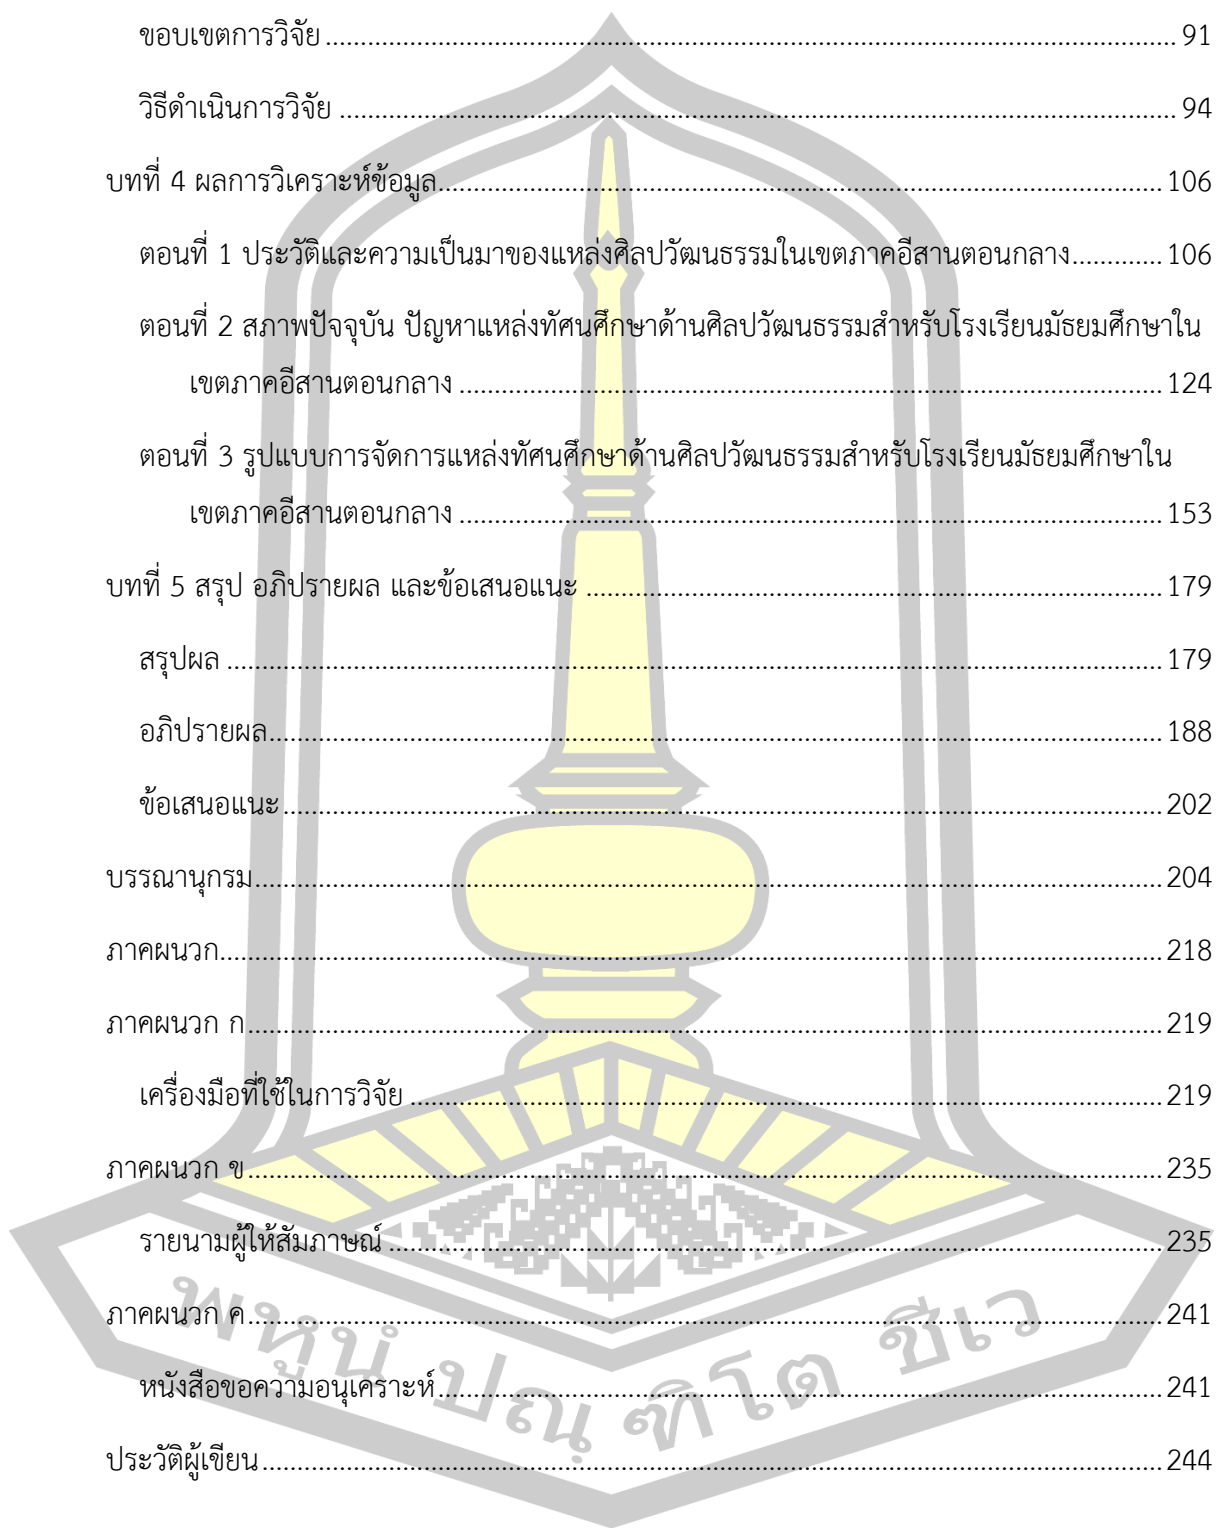 ขอบเขตการวิจัย ........ 91
วิธีดำเนินการวิจัย ........ 94
บทที่ 4 ผลการวิเคราะห์ข้อมูล ........ 106
ตอนที่ 1 ประวัติและความเป็นมาของแหล่งศิลปวัฒนธรรมในเขตภาคอีสานตอนกลาง ........ 106
ตอนที่ 2 สภาพปัจจุบัน ปัญหาแหล่งทัศนศึกษาด้านศิลปวัฒนธรรมสำหรับโรงเรียนมัธยมศึกษาใน
เขตภาคอีสานตอนกลาง ........ 124
ตอนที่ 3 รูปแบบการจัดการแหล่งทัศนศึกษาด้านศิลปวัฒนธรรมสำหรับโรงเรียนมัธยมศึกษาใน
เขตภาคอีสานตอนกลาง ........ 153
บทที่ 5 สรุป อภิปรายผล และข้อเสนอแนะ ........ 179
สรุปผล ........ 179
อภิปรายผล ........ 188
ข้อเสนอแนะ ........ 202
บรรณานุกรม ........ 204
ภาคผนวก ........ 218
ภาคผนวก ก ........ 219
เครื่องมือที่ใช้ในการวิจัย ........ 219
ภาคผนวก ข ........ 235
รายนามผู้ให้สัมภาษณ์ ........ 235
ภาคผนวก ค ........ 241
หนังสือขอความอนุเคราะห์ ........ 241
ประวัติผู้เขียน ........ 244
พหูนํ ปณฺฑิโต ชีเว